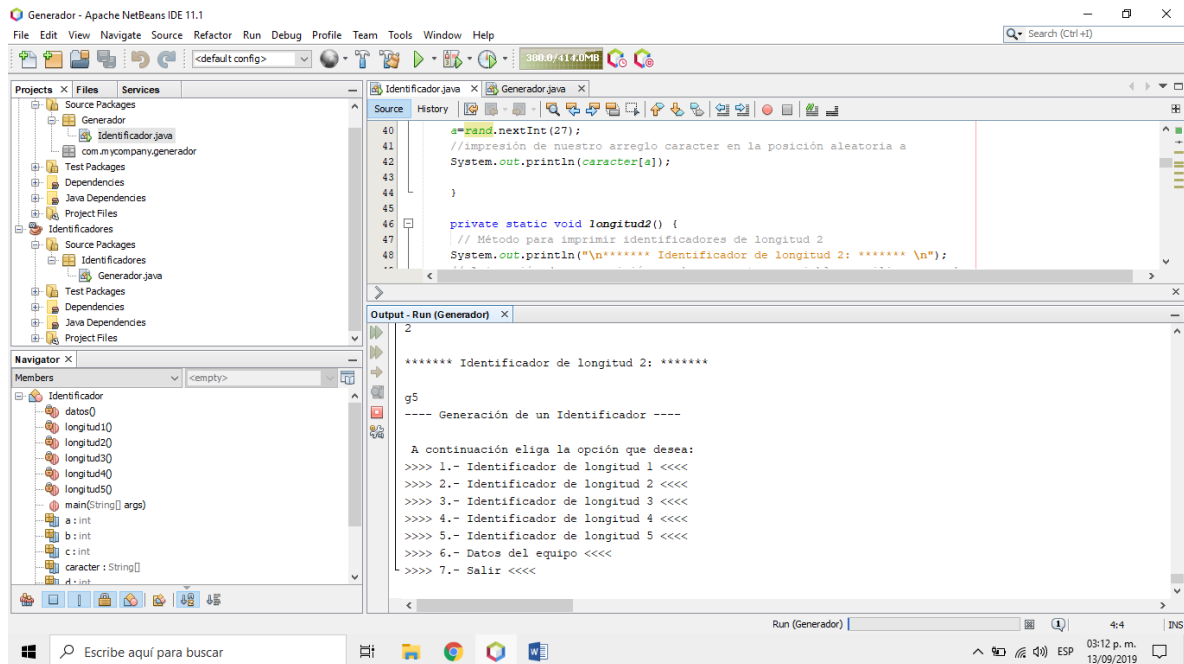 Generador - Apache NetBeans IDE 11.1
File Edit View Navigate Source Refactor Run Debug Profile Team Tools Window Help
Search (Ctrl+I)
<default config>
380.0/414.0MB
Projects Files Services
Source Packages
Generador
Identificador.java
com.mycompany.generador
Test Packages
Dependencies
Java Dependencies
Project Files
Identificadores
Source Packages
Identificadores
Generador.java
Test Packages
Dependencies
Java Dependencies
Project Files
Navigator
Members <empty>
Identificador
datos()
longitud1()
longitud2()
longitud3()
longitud4()
longitud5()
main(String[] args)
a : int
b : int
c : int
caracter : String[]
d : int
Identificador.java Generador.java
Source History
40 a=rand.nextInt(27);
41 //impresión de nuestro arreglo caracter en la posición aleatoria a
42 System.out.println(caracter[a]);
43
44 }
45
46 private static void longitud2() {
47 // Método para imprimir identificadores de longitud 2
48 System.out.println("\n******* Identificador de longitud 2: ******* \n");
Output - Run (Generador)
2
******* Identificador de longitud 2: *******
g5
---- Generación de un Identificador ----
A continuación eliga la opción que desea:
>>>> 1.- Identificador de longitud 1 <<<<
>>>> 2.- Identificador de longitud 2 <<<<
>>>> 3.- Identificador de longitud 3 <<<<
>>>> 4.- Identificador de longitud 4 <<<<
>>>> 5.- Identificador de longitud 5 <<<<
>>>> 6.- Datos del equipo <<<<
>>>> 7.- Salir <<<<
Run (Generador) 1 4:4 INS
Escribe aquí para buscar
ESP
03:12 p. m.
13/09/2019